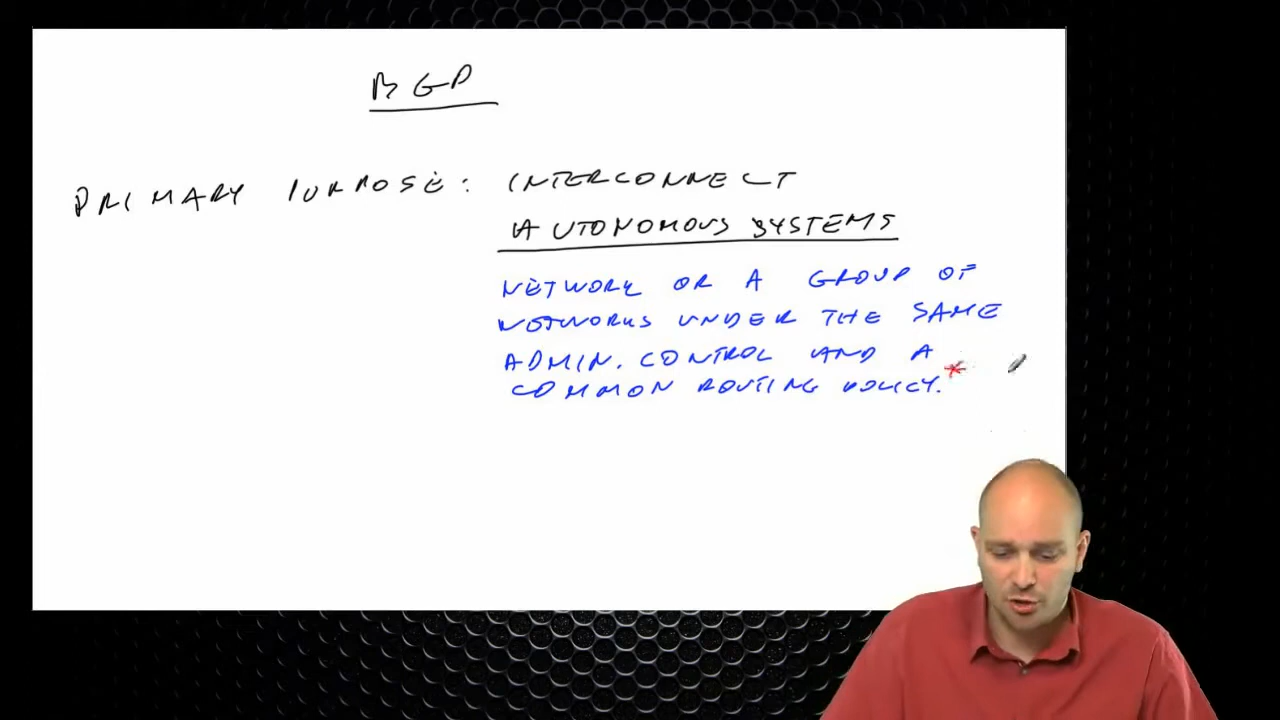 BGP
PRIMARY PURPOSE: INTERCONNECT
AUTONOMOUS SYSTEMS
NETWORK OR A GROUP OF
NETWORKS UNDER THE SAME
ADMIN. CONTROL AND A
COMMON ROUTING POLICY.*